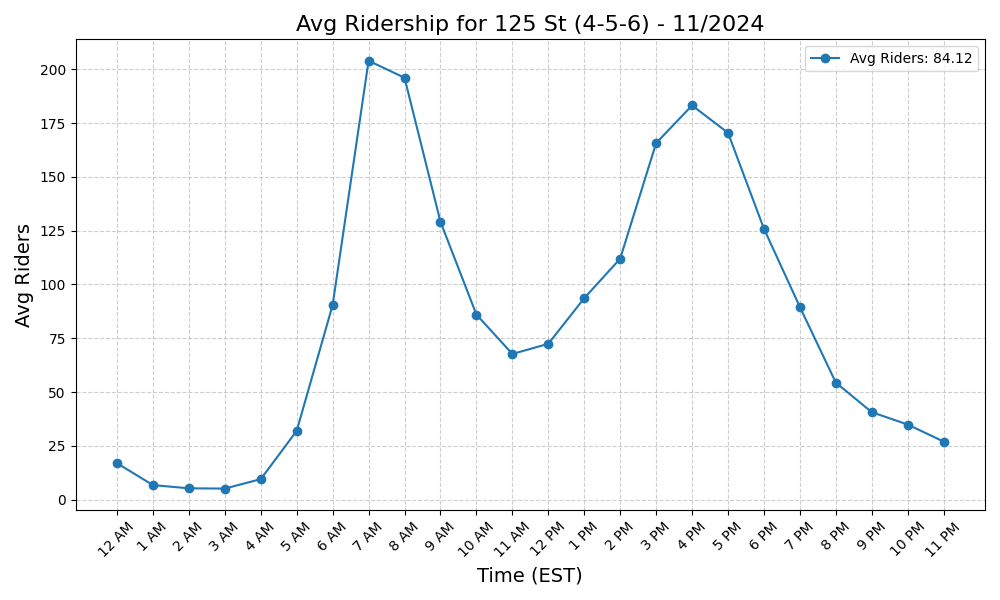 Avg Ridership for 125 St (4-5-6) - 11/2024
Avg Riders: 84.12
Avg Riders
200
175
150
125
100
75
50
25
0
12 AM
1 AM
2 AM
3 AM
4 AM
5 AM
6 AM
7 AM
8 AM
9 AM
10 AM
11 AM
12 PM
1 PM
2 PM
3 PM
4 PM
5 PM
6 PM
7 PM
8 PM
9 PM
10 PM
11 PM
Time (EST)